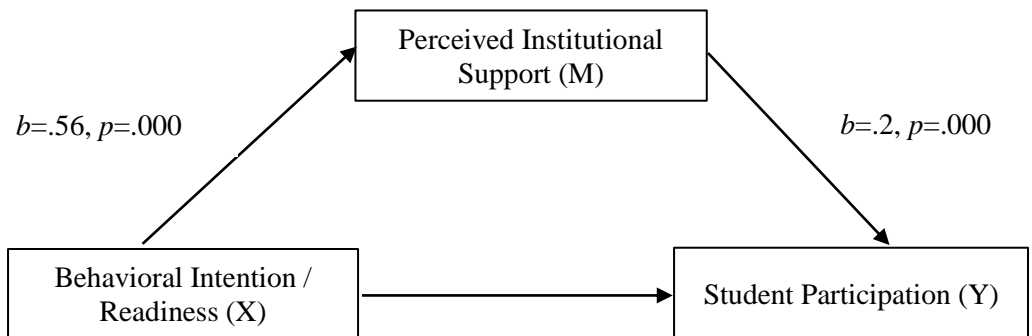 Perceived Institutional
Support (M)
b=.56, p=.000
b=.2, p=.000
Behavioral Intention /
Readiness (X)
Student Participation (Y)